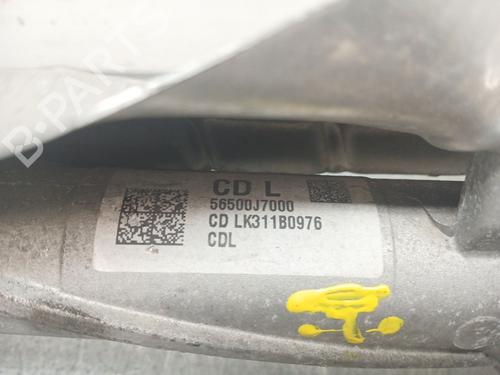 CD L
56500J7000
CD LK311B0976
CDL
B-PARTS